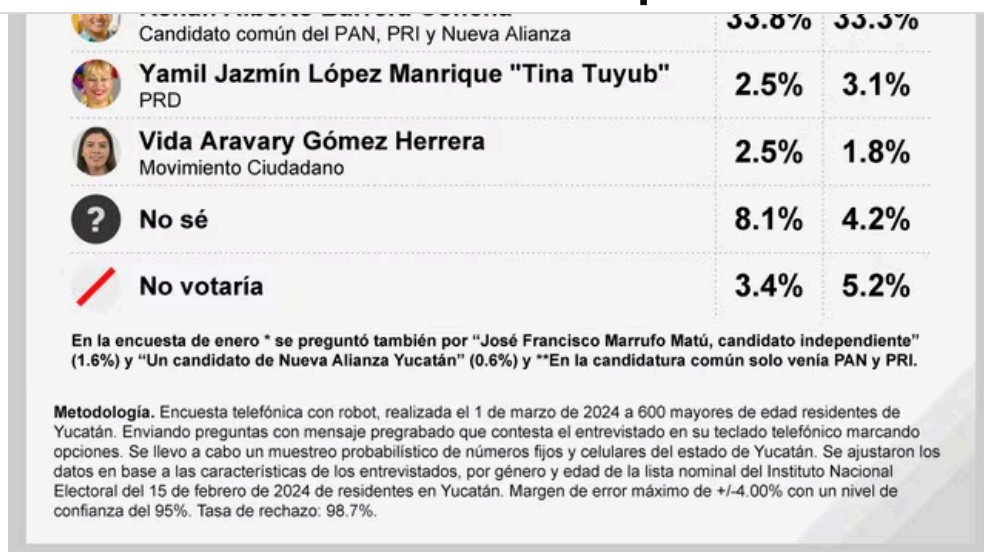 Candidato común del PAN, PRI y Nueva Alianza
33.8% 33.3%
Yamil Jazmín López Manrique "Tina Tuyub"
PRD
2.5% 3.1%
Vida Aravary Gómez Herrera
Movimiento Ciudadano
2.5% 1.8%
?
No sé
8.1% 4.2%
No votaría
3.4% 5.2%
En la encuesta de enero * se preguntó también por “José Francisco Marrufo Matú, candidato independiente”
(1.6%) y “Un candidato de Nueva Alianza Yucatán” (0.6%) y **En la candidatura común solo venía PAN y PRI.
Metodología. Encuesta telefónica con robot, realizada el 1 de marzo de 2024 a 600 mayores de edad residentes de
Yucatán. Enviando preguntas con mensaje pregrabado que contesta el entrevistado en su teclado telefónico marcando
opciones. Se llevo a cabo un muestreo probabilístico de números fijos y celulares del estado de Yucatán. Se ajustaron los
datos en base a las características de los entrevistados, por género y edad de la lista nominal del Instituto Nacional
Electoral del 15 de febrero de 2024 de residentes en Yucatán. Margen de error máximo de +/-4.00% con un nivel de
confianza del 95%. Tasa de rechazo: 98.7%.